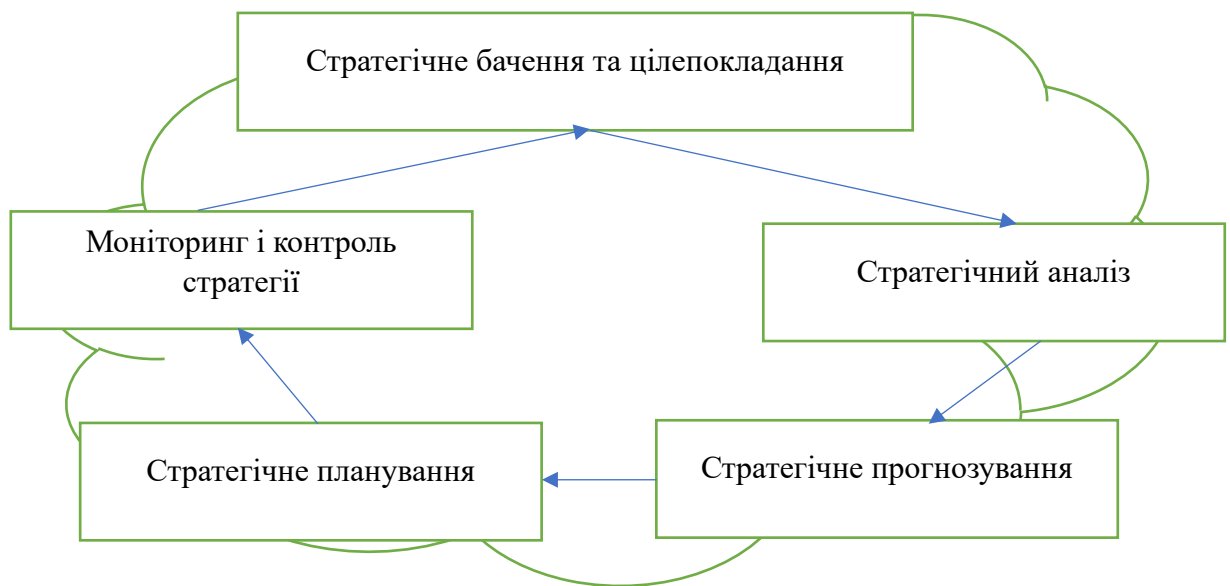 Стратегічне бачення та цілепокладання
Моніторинг і контроль
стратегії
Стратегічний аналіз
Стратегічне планування
Стратегічне прогнозування